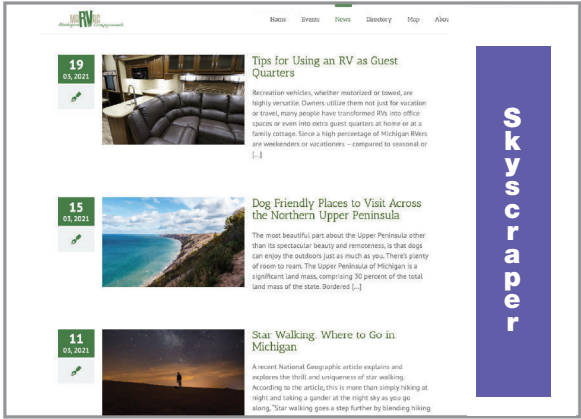 MI RV RC
Michigan Campgrounds
Home Events News Directory Map Abou
19
03, 2021
Tips for Using an RV as Guest
Quarters
Recreation vehicles, whether motorized or towed, are
highly versatile. Owners utilize them not just for vacation
or travel, many people have transformed RVs into office
spaces or even into extra guest quarters at home or at a
family cottage. Since a high percentage of Michigan RVers
are weekenders or vacationers – compared to seasonal or
[...]
15
03, 2021
Dog Friendly Places to Visit Across
the Northern Upper Peninsula
The most beautiful part about the Upper Peninsula other
than its spectacular beauty and remoteness, is that dogs
can enjoy the outdoors just as much as you. There's plenty
of room to roam. The Upper Peninsula of Michigan is a
significant land mass, comprising 30 percent of the total
land mass of the state. Bordered [...]
11
03, 2021
Star Walking. Where to Go in
Michigan
A recent National Geographic article explains and
explores the thrill and uniqueness of star walking.
According to the article, this is more than simply hiking at
night and taking a gander at the night sky as you go
along, "Star walking goes a step further by blending hiking
Skyscraper